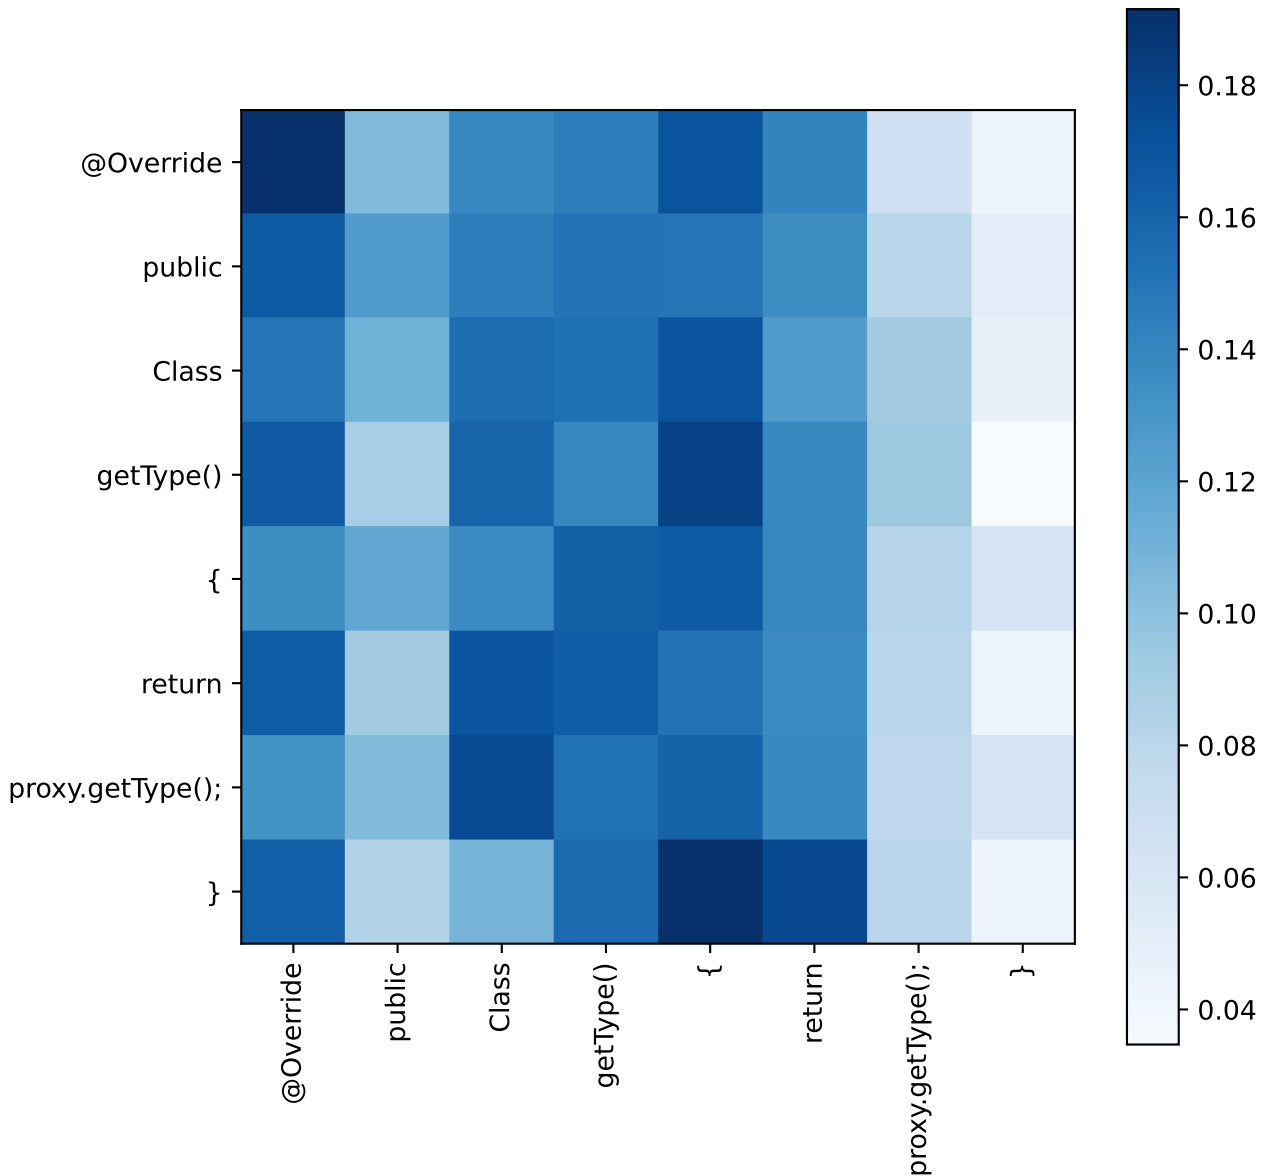 @Override
public
Class
getType()
{
return
proxy.getType();
}
@Override
public
Class
getType()
{
return
proxy.getType();
}
0.18
0.16
0.14
0.12
0.10
0.08
0.06
0.04